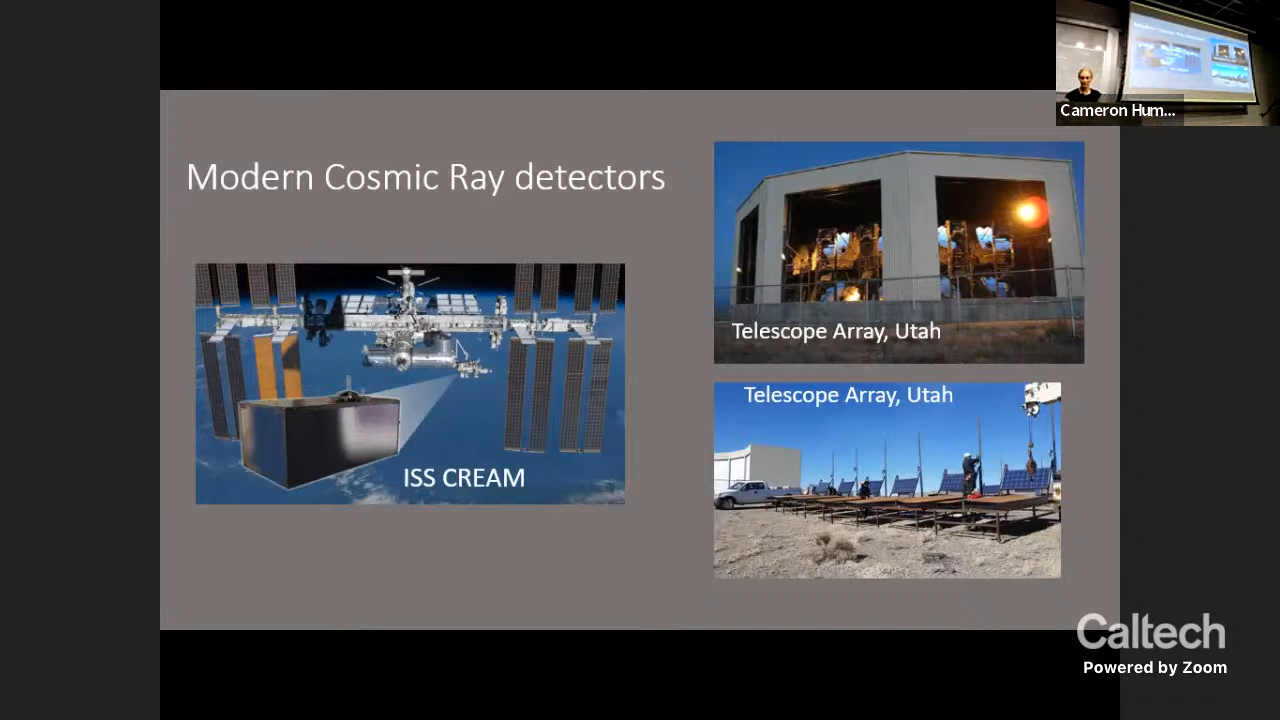 Cameron Hum...
Modern Cosmic Ray detectors
Telescope Array, Utah
Telescope Array, Utah
ISS CREAM
Caltech
Powered by Zoom